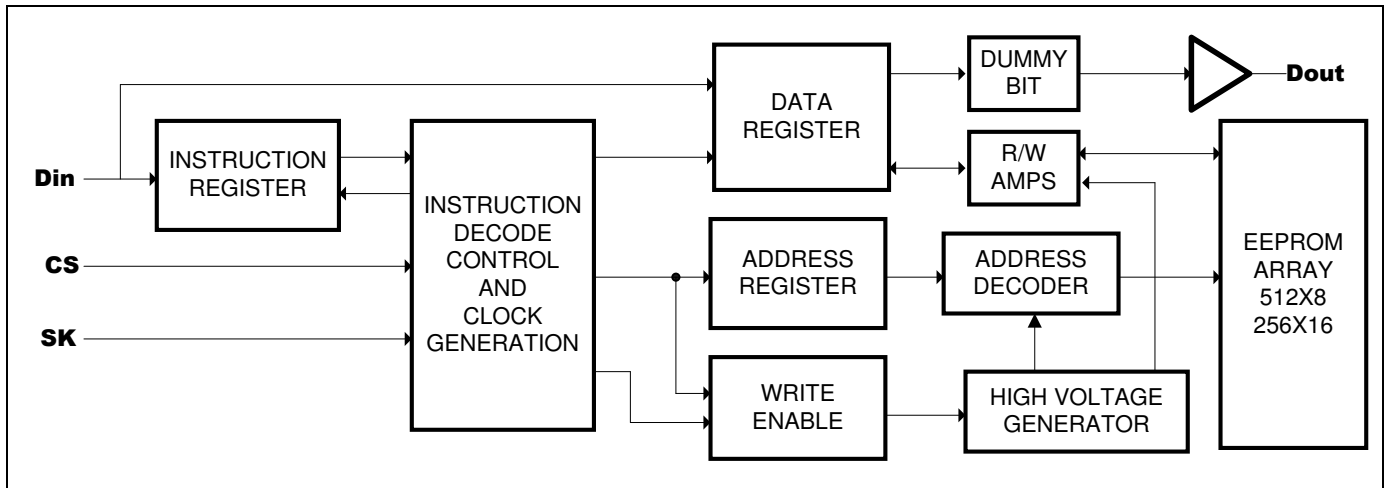 Din
CS
SK
INSTRUCTION
REGISTER
INSTRUCTION
DECODE
CONTROL
AND
CLOCK
GENERATION
DATA
REGISTER
DUMMY
BIT
Dout
R/W
AMPS
ADDRESS
REGISTER
ADDRESS
DECODER
WRITE
ENABLE
HIGH VOLTAGE
GENERATOR
EEPROM
ARRAY
512X8
256X16